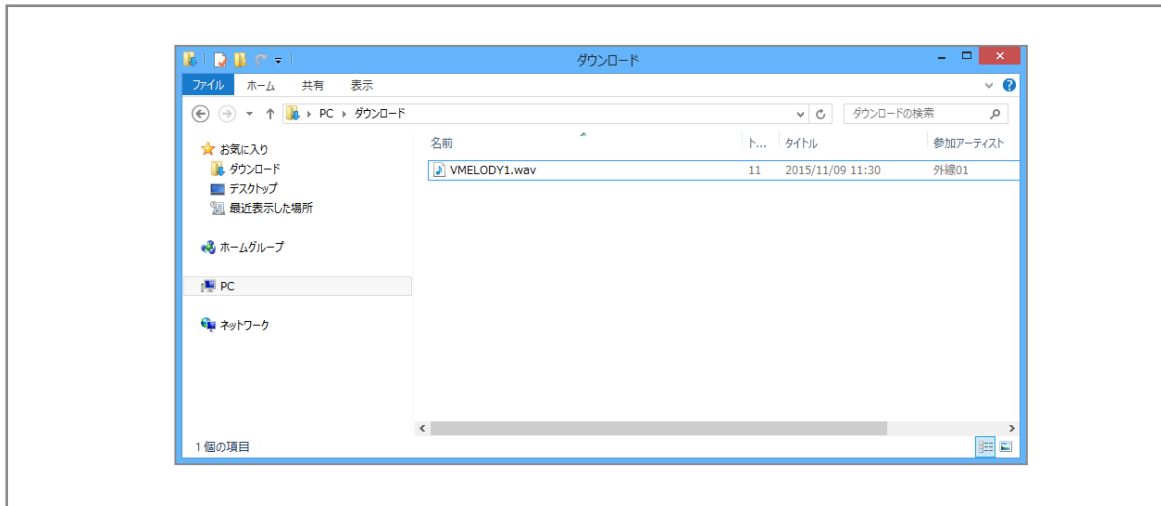 ダウンロード
ファイル ホーム 共有 表示
PC ダウンロード ダウンロードの検索
お気に入り
ダウンロード
デスクトップ
最近表示した場所
ホームグループ
PC
ネットワーク
名前 ト... タイトル 参加アーティスト
VMELODY1.wav 11 2015/11/09 11:30 外線01
1 個の項目